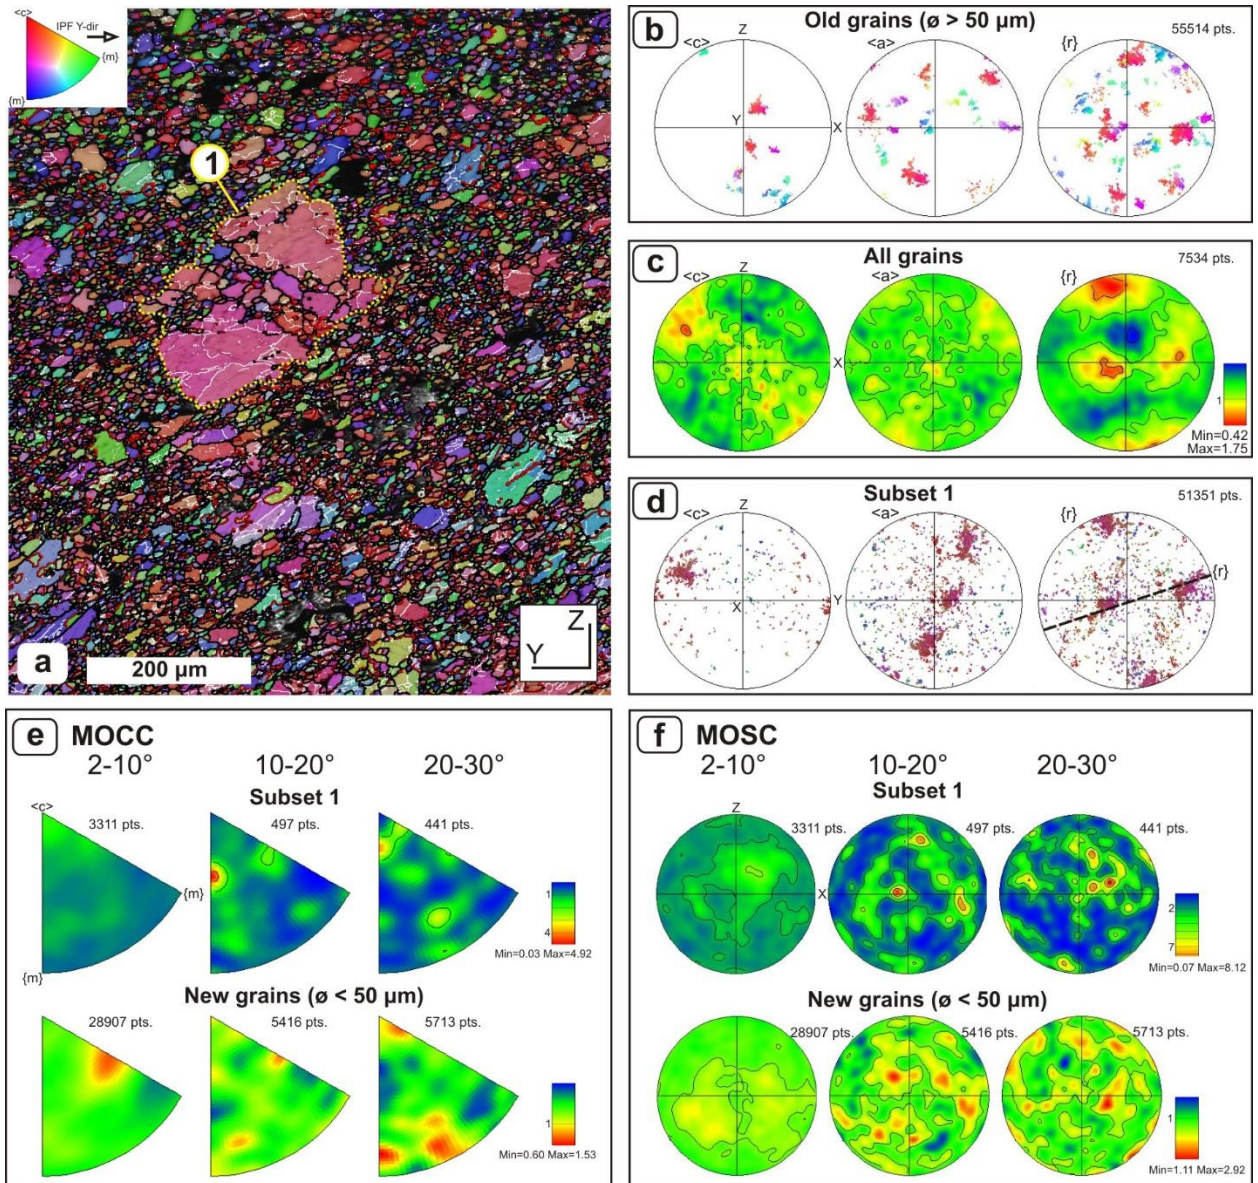 <c>
IPF Y-dir
{m}
{m}
1
a
200 µm
Z
Y
b
Old grains (ø > 50 µm)
55514 pts.
<c>
Z
<a>
{r}
Y
X
c
All grains
7534 pts.
<c>
Z
<a>
{r}
X
1
Min=0.42
Max=1.75
d
Subset 1
51351 pts.
<c>
Z
<a>
{r}
X
Y
{r}
e
MOCC
2-10°
10-20°
20-30°
Subset 1
<c>
3311 pts.
497 pts.
441 pts.
{m}
{m}
1
4
Min=0.03 Max=4.92
New grains (ø < 50 µm)
28907 pts.
5416 pts.
5713 pts.
1
Min=0.60 Max=1.53
f
MOSC
2-10°
10-20°
20-30°
Subset 1
Z
3311 pts.
497 pts.
441 pts.
X
2
7
Min=0.07 Max=8.12
New grains (ø < 50 µm)
28907 pts.
5416 pts.
5713 pts.
1
Min=1.11 Max=2.92